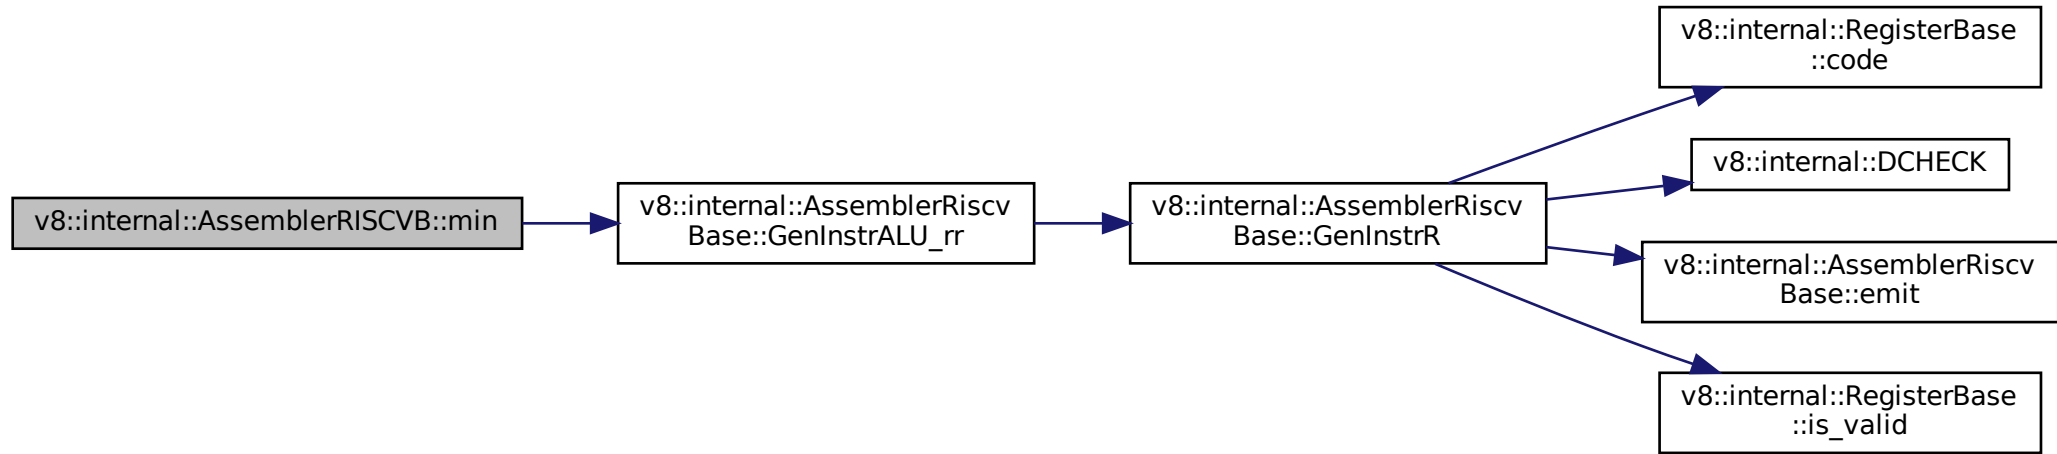 v8::internal::AssemblerRISCVB::min
v8::internal::AssemblerRiscv
Base::GenInstrALU_rr
v8::internal::AssemblerRiscv
Base::GenInstrR
v8::internal::RegisterBase
::code
v8::internal::DCHECK
v8::internal::AssemblerRiscv
Base::emit
v8::internal::RegisterBase
::is_valid